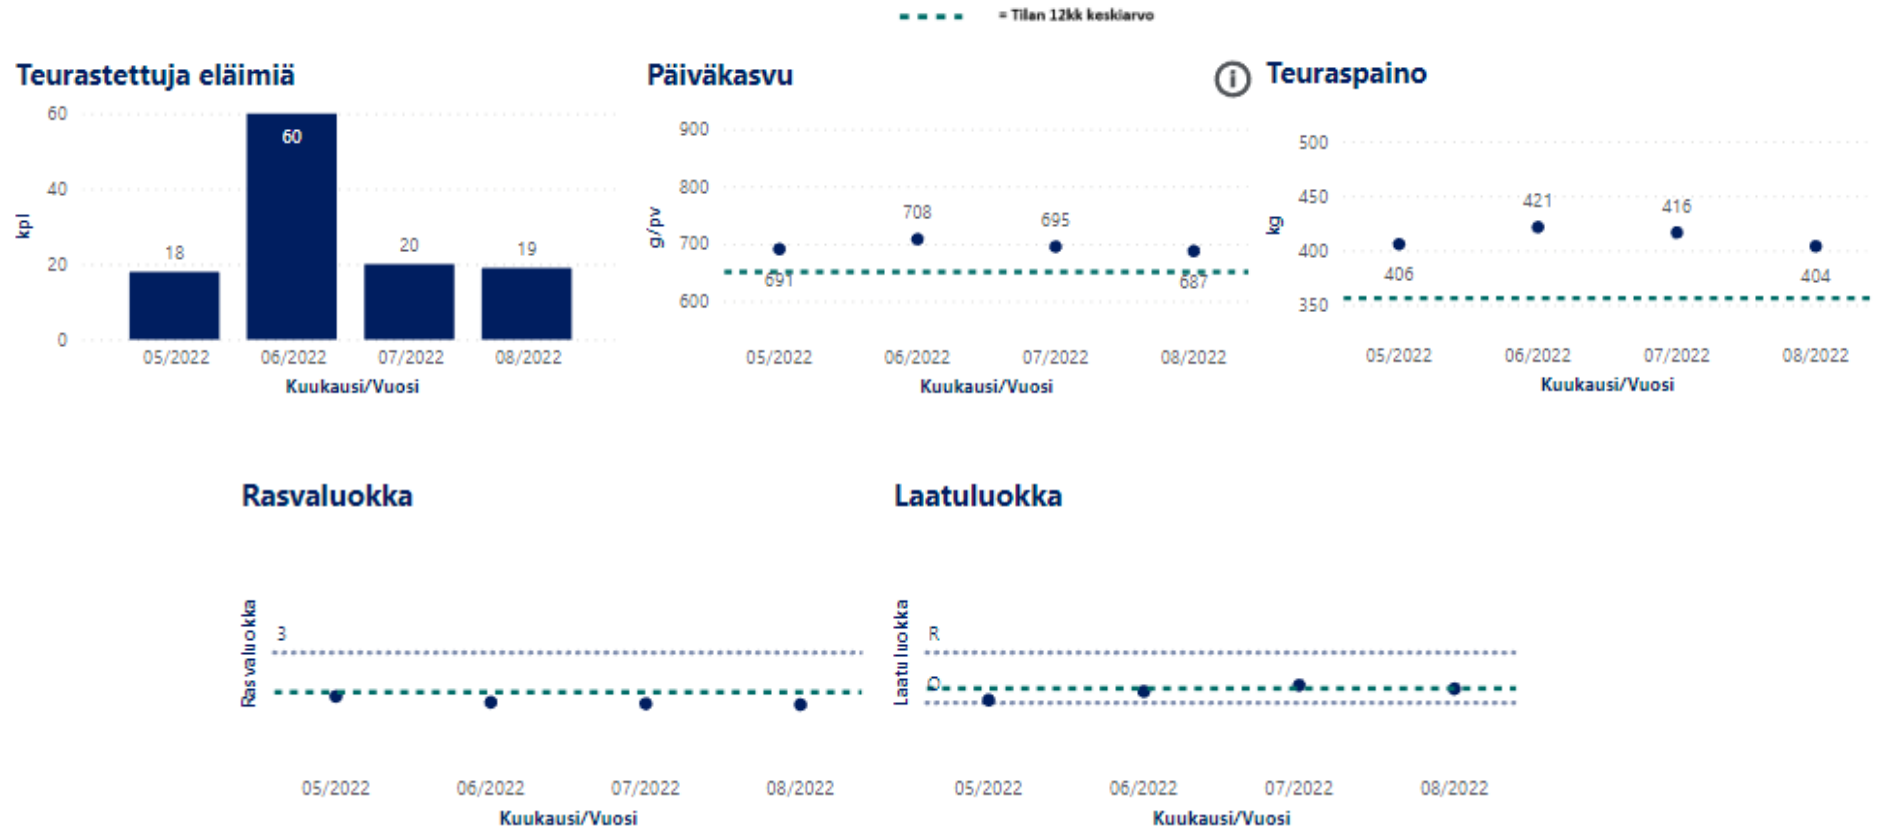 = Tilan 12kk keskiarvo
Teurastettuja eläimiä
kpl
60
40
20
0
18
60
20
19
05/2022 06/2022 07/2022 08/2022
Kuukausi/Vuosi
Päiväkasvu
g/pv
900
800
700
600
691
708
695
687
05/2022 06/2022 07/2022 08/2022
Kuukausi/Vuosi
i
Teuraspaino
kg
500
450
400
350
406
421
416
404
05/2022 06/2022 07/2022 08/2022
Kuukausi/Vuosi
Rasvaluokka
Rasvaluokka
3
05/2022 06/2022 07/2022 08/2022
Kuukausi/Vuosi
Laatuluokka
Laatuluokka
R
O
05/2022 06/2022 07/2022 08/2022
Kuukausi/Vuosi